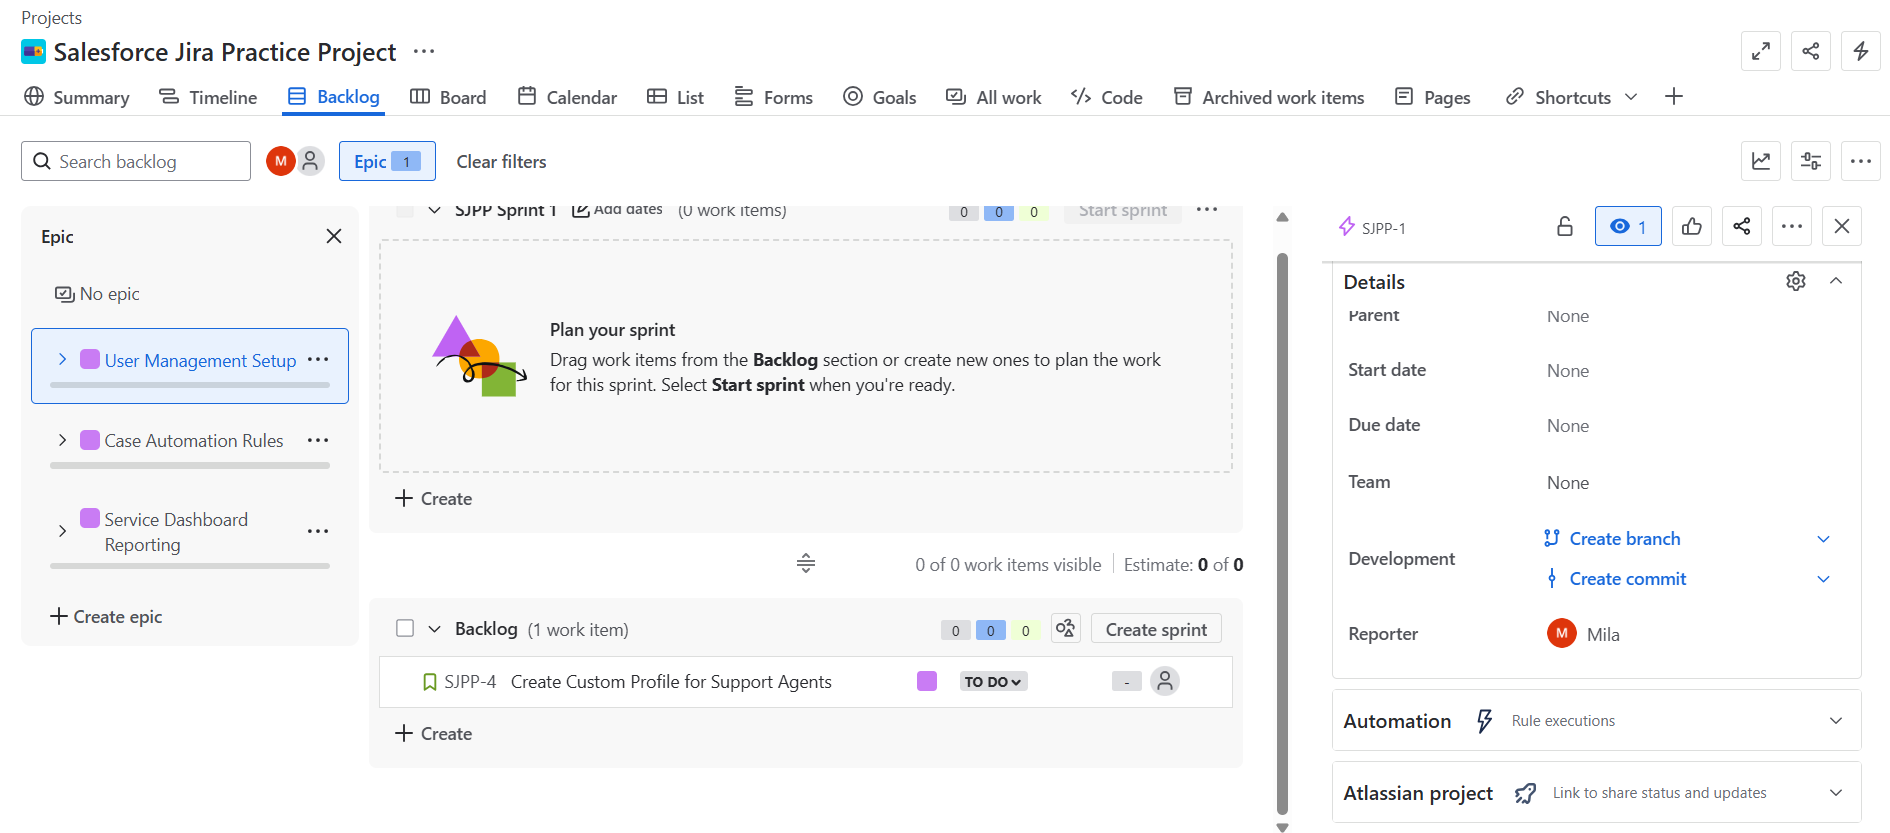 Projects
Salesforce Jira Practice Project
Summary Timeline Backlog Board Calendar List Forms Goals All work Code Archived work items Pages Shortcuts
Search backlog M Epic 1 Clear filters
Epic
No epic
User Management Setup
Case Automation Rules
Service Dashboard
Reporting
Create epic
SJPP Sprint 1 Add dates (0 work items) 0 0 0 Start sprint
Plan your sprint
Drag work items from the Backlog section or create new ones to plan the work
for this sprint. Select Start sprint when you're ready.
Create
0 of 0 work items visible Estimate: 0 of 0
Backlog (1 work item) 0 0 0 Create sprint
SJPP-4 Create Custom Profile for Support Agents TO DO -
Create
SJPP-1 1
Details
Parent None
Start date None
Due date None
Team None
Development Create branch
Create commit
Reporter M Mila
Automation Rule executions
Atlassian project Link to share status and updates